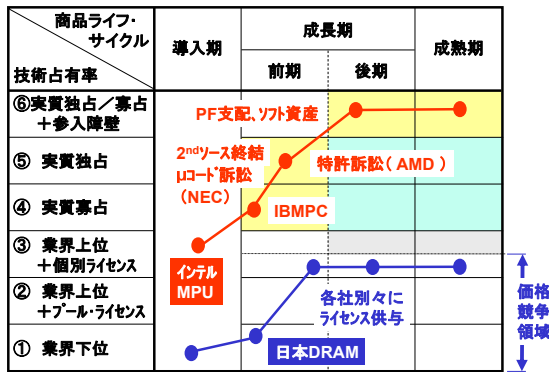 商品ライフ・
サイクル
技術占有率
導入期
成長期
前期
後期
成熟期
⑥実質独占／寡占
＋参入障壁
PF支配、ソフト資産
⑤ 実質独占
2ndソース終結
μコード訴訟
（NEC）
特許訴訟（AMD）
④ 実質寡占
IBMPC
③ 業界上位
＋個別ライセンス
インテル
MPU
② 業界上位
＋プール・ライセンス
各社別々に
ライセンス供与
① 業界下位
日本DRAM
価格
競争
領域